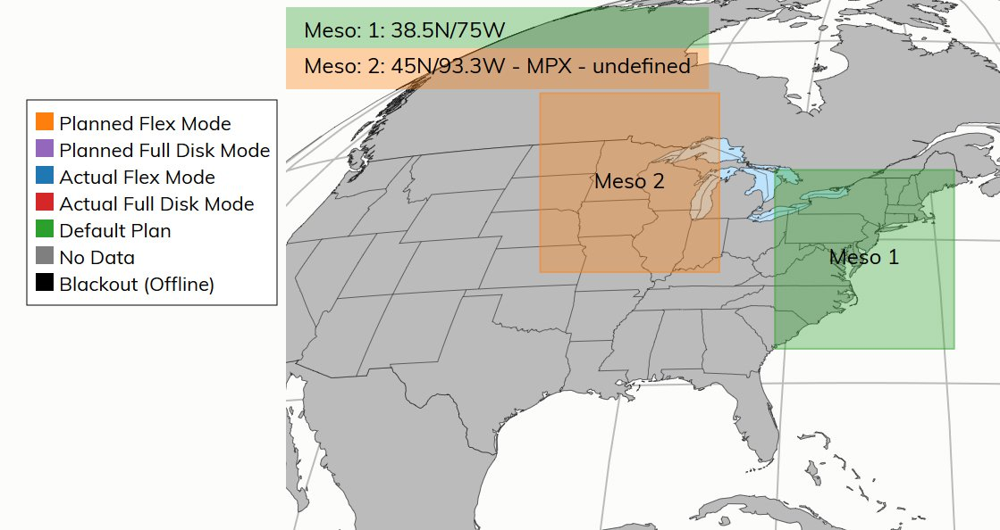 Meso: 1: 38.5N/75W
Meso: 2: 45N/93.3W - MPX - undefined
Planned Flex Mode
Planned Full Disk Mode
Actual Flex Mode
Actual Full Disk Mode
Default Plan
No Data
Blackout (Offline)
Meso 2
Meso 1